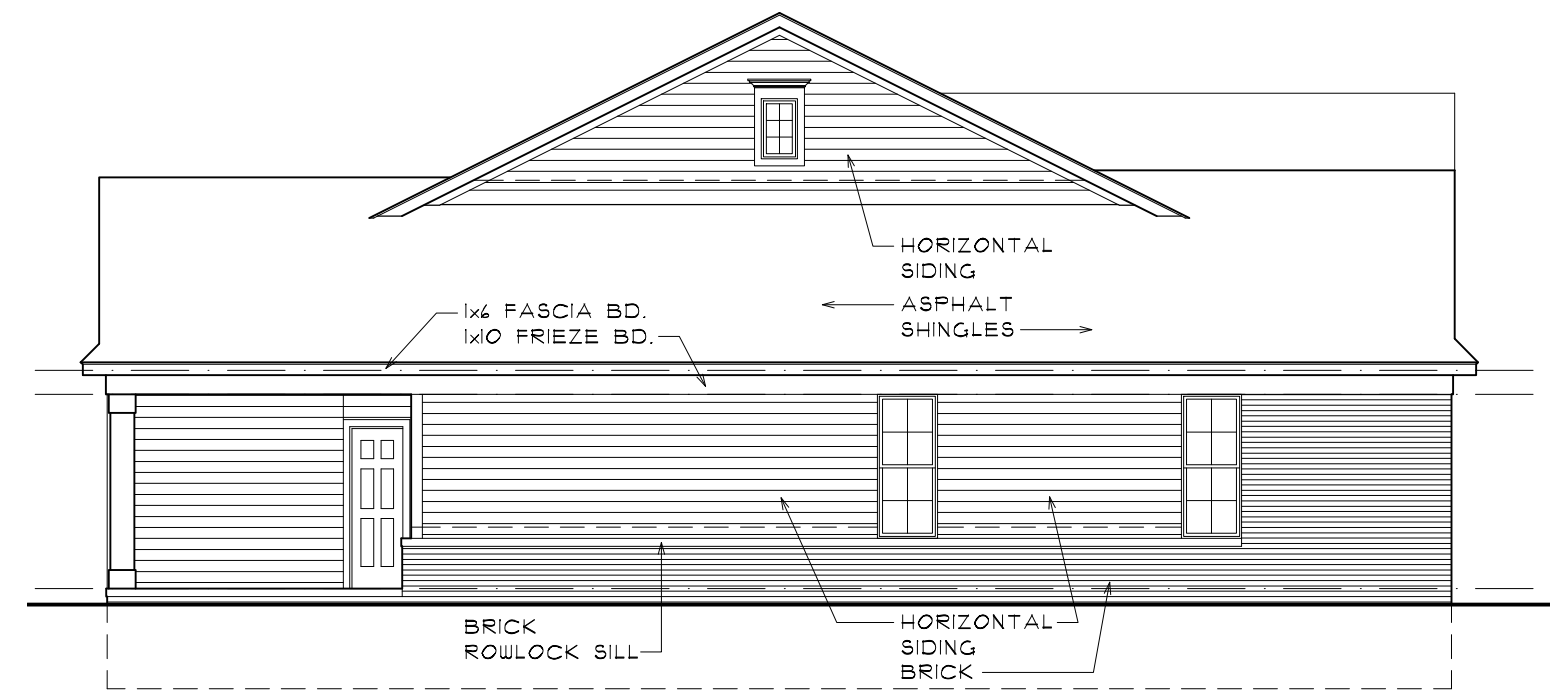 HORIZONTAL
SIDING
1x6 FASCIA BD.
1x10 FRIEZE BD.
ASPHALT
SHINGLES
BRICK
ROWLOCK SILL
HORIZONTAL
SIDING
BRICK